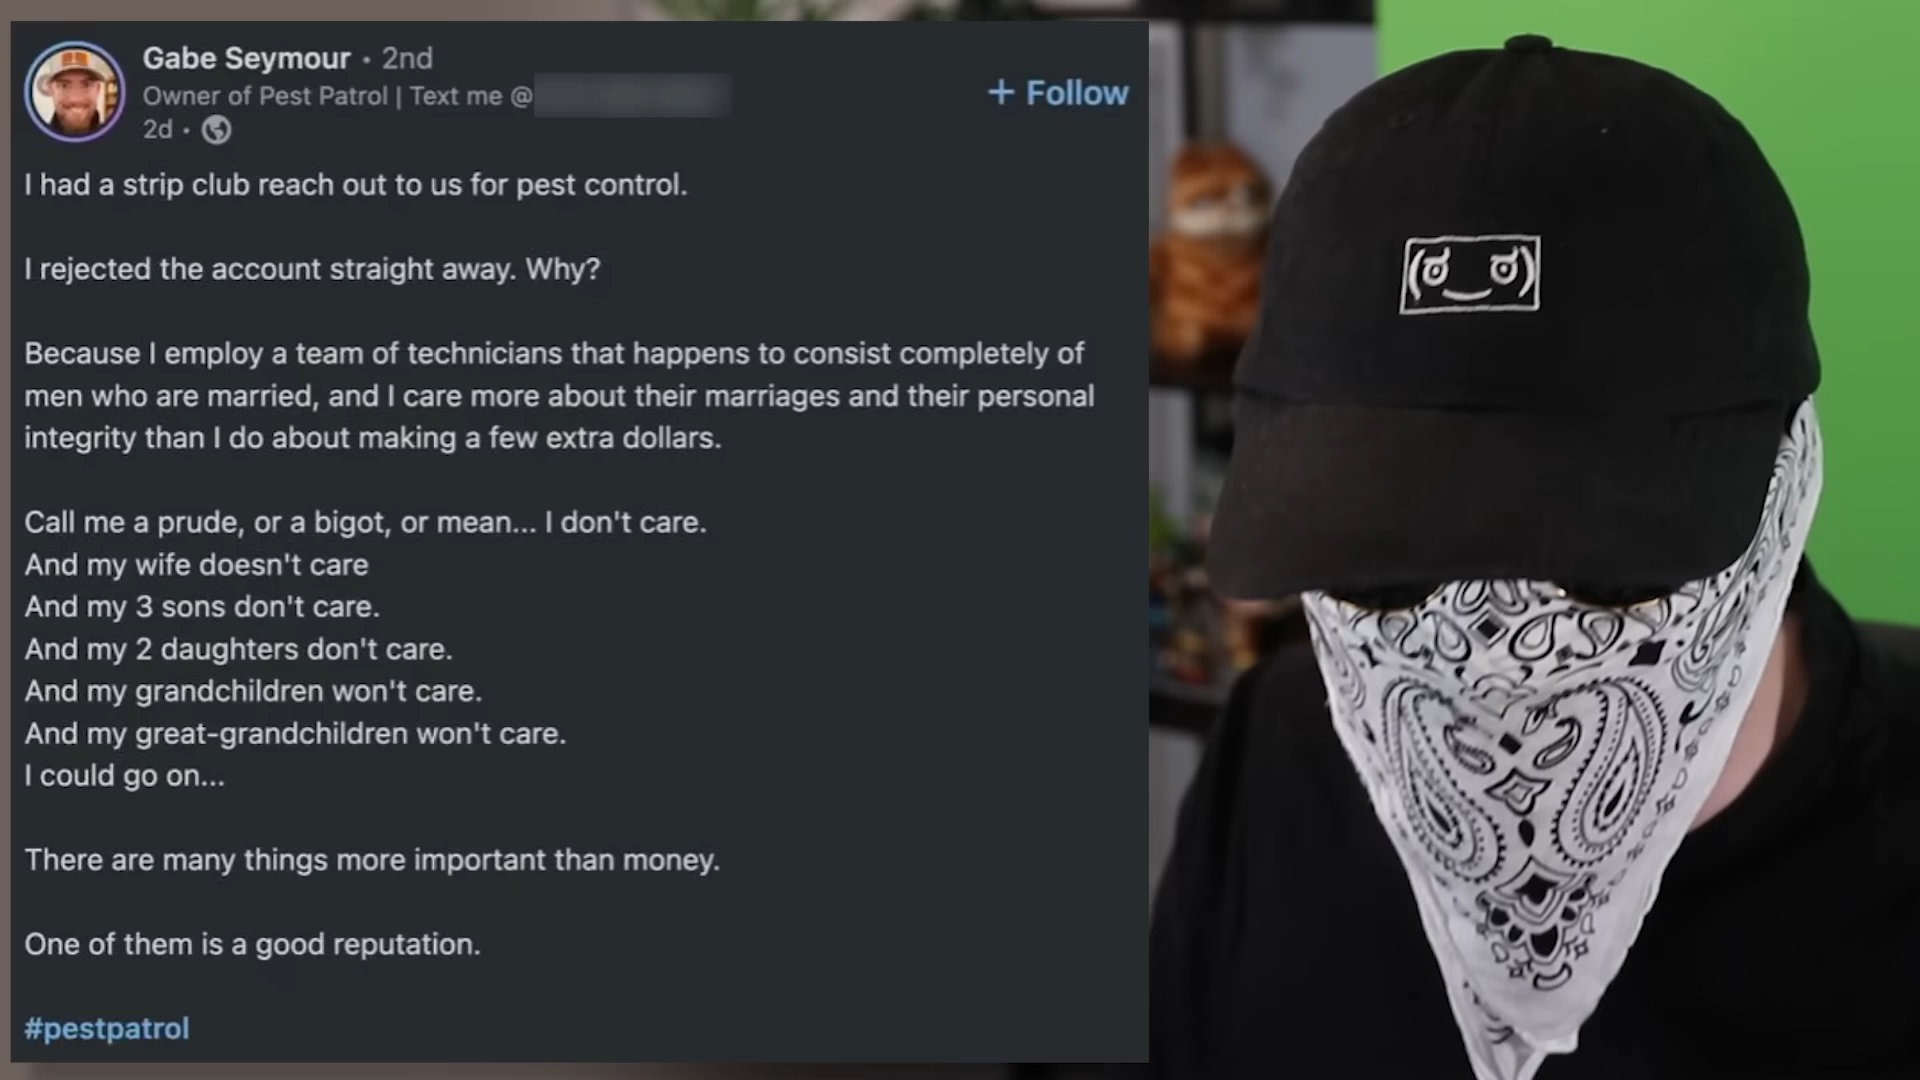 Gabe Seymour • 2nd
Owner of Pest Patrol | Text me @
+ Follow
2d •
I had a strip club reach out to us for pest control.
I rejected the account straight away. Why?
Because I employ a team of technicians that happens to consist completely of
men who are married, and I care more about their marriages and their personal
integrity than I do about making a few extra dollars.
Call me a prude, or a bigot, or mean... I don't care.
And my wife doesn't care
And my 3 sons don't care.
And my 2 daughters don't care.
And my grandchildren won't care.
And my great-grandchildren won't care.
I could go on...
There are many things more important than money.
One of them is a good reputation.
#pestpatrol